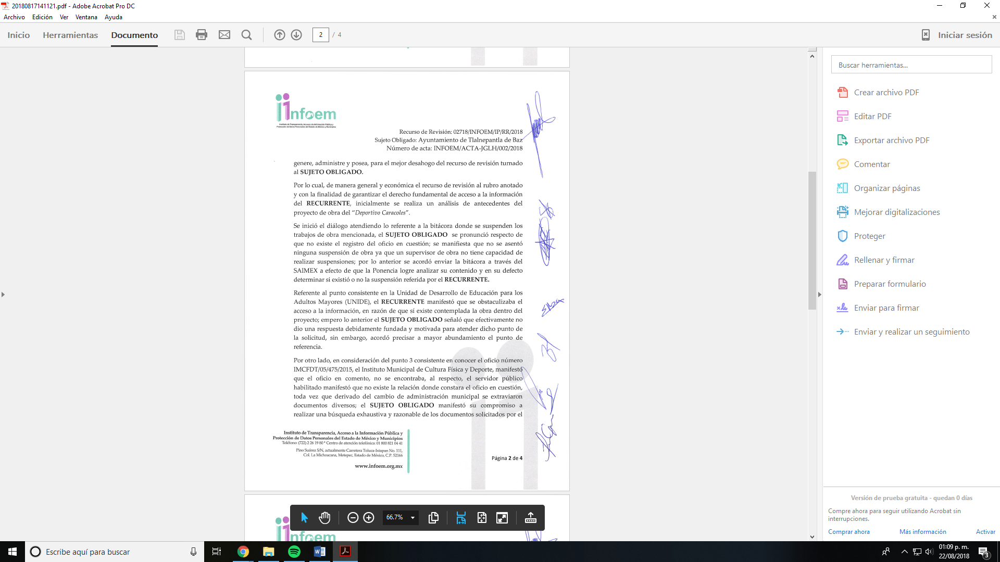 20180817141121.pdf - Adobe Acrobat Pro DC
Archivo Edición Ver Ventana Ayuda
Inicio Herramientas Documento 2 / 4 Iniciar sesión
infoem
Instituto de Transparencia, Acceso a la Información Pública y
Protección de Datos Personales del Estado de México y Municipios
Recurso de Revisión: 02718/INFOEM/IP/RR/2018
Sujeto Obligado: Ayuntamiento de Tlalnepantla de Baz
Número de acta: INFOEM/ACTA-JGLH/002/2018
genere, administre y posea, para el mejor desahogo del recurso de revisión turnado
al SUJETO OBLIGADO.
Por lo cual, de manera general y económica el recurso de revisión al rubro anotado
y con la finalidad de garantizar el derecho fundamental de acceso a la información
del RECURRENTE, inicialmente se realiza un análisis de antecedentes del
proyecto de obra del “Deportivo Caracoles”.
Se inició el diálogo atendiendo lo referente a la bitácora donde se suspenden los
trabajos de obra mencionada, el SUJETO OBLIGADO se pronunció respecto de
que no existe el registro del oficio en cuestión; se manifiesta que no se asentó
ninguna suspensión de obra ya que un supervisor de obra no tiene capacidad de
realizar suspensiones; por lo anterior se acordó enviar la bitácora a través del
SAIMEX a efecto de que la Ponencia logre analizar su contenido y en su defecto
determinar si existió o no la suspensión referida por el RECURRENTE.
Referente al punto consistente en la Unidad de Desarrollo de Educación para los
Adultos Mayores (UNIDE), el RECURRENTE manifestó que se obstaculizaba el
acceso a la información, en razón de que sí existe contemplada la obra dentro del
proyecto; empero lo anterior el SUJETO OBLIGADO señaló que efectivamente no
dio una respuesta debidamente fundada y motivada para atender dicho punto de
la solicitud, sin embargo, acordó precisar a mayor abundamiento el punto de
referencia.
Por otro lado, en consideración del punto 3 consistente en conocer el oficio número
IMCFDT/05/475/2015, el Instituto Municipal de Cultura Física y Deporte, manifestó
que el oficio en comento, no se encontraba, al respecto, el servidor público
habilitado manifestó que no existe la relación donde constara el oficio en cuestión,
toda vez que derivado del cambio de administración municipal se extraviaron
documentos diversos; el SUJETO OBLIGADO manifestó su compromiso a
realizar una búsqueda exhaustiva y razonable de los documentos solicitados por el
Instituto de Transparencia, Acceso a la Información Pública y
Protección de Datos Personales del Estado de México y Municipios
Teléfono: (722) 2 26 19 80 * Centro de atención telefónica: 01 800 821 04 41
Pino Suárez S/N, actualmente Carretera Toluca-Ixtapan No. 111,
Col. La Michoacana, Metepec, Estado de México, C.P. 52166
www.infoem.org.mx
Página 2 de 4
infoem
66.7%
Buscar herramientas...
Crear archivo PDF
Editar PDF
Exportar archivo PDF
Comentar
Organizar páginas
Mejorar digitalizaciones
Proteger
Rellenar y firmar
Preparar formulario
Enviar para firmar
Enviar y realizar un seguimiento
Versión de prueba gratuita - quedan 0 días
Compre ahora para seguir utilizando Acrobat sin
interrupciones.
Comprar ahora Más información Activar
Escribe aquí para buscar
01:09 p. m.
22/08/2018
3